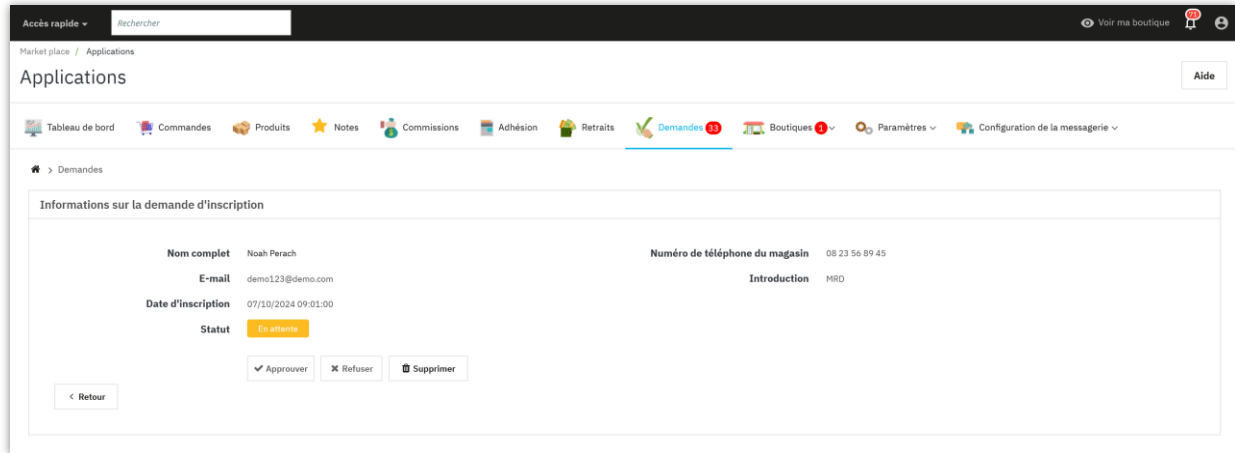 Accès rapide Rechercher Voir ma boutique 71
Market place / Applications
Applications
Aide
Tableau de bord Commandes Produits Notes Commissions Adhésion Retraits Demandes 33 Boutiques 1 Paramètres Configuration de la messagerie
> Demandes
Informations sur la demande d'inscription
Nom complet Noah Perach Numéro de téléphone du magasin 08 23 56 89 45
E-mail demo123@demo.com Introduction MRD
Date d'inscription 07/10/2024 09:01:00
Statut En attente
Approuver Refuser Supprimer
< Retour